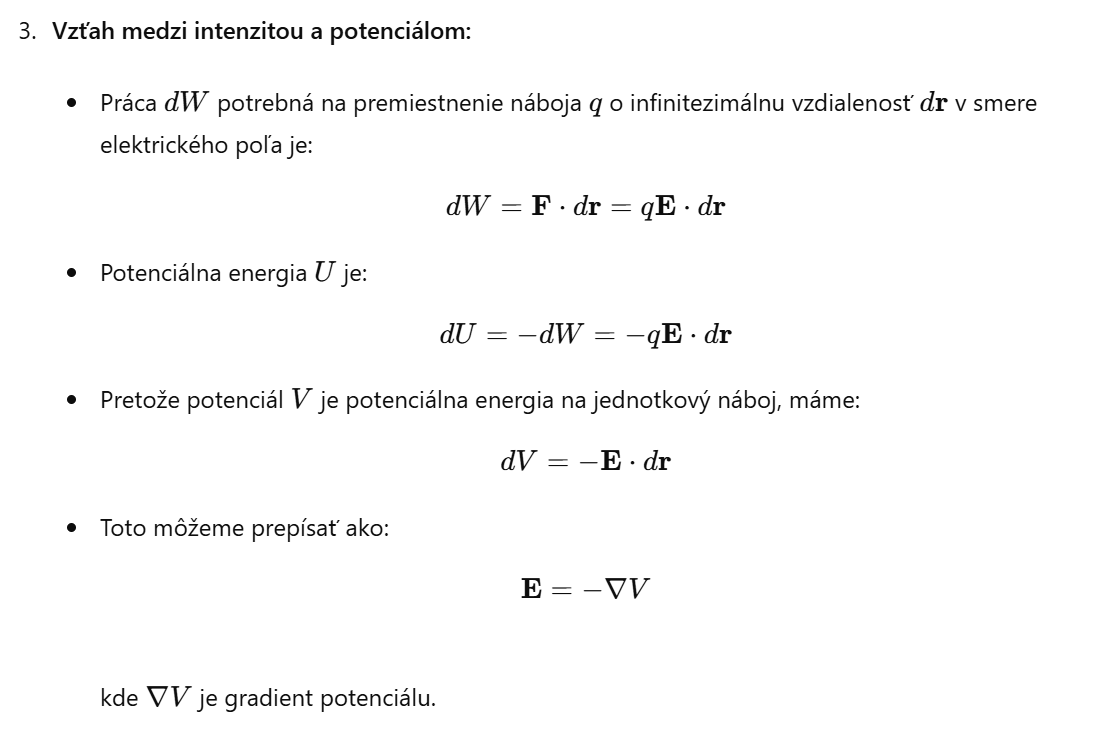 3. Vzťah medzi intenzitou a potenciálom:
• Práca dW potrebná na premiestnenie náboja q o infinitezimálnu vzdialenosť dr v smere
elektrického poľa je:
dW = F · dr = qE · dr
• Potenciálna energia U je:
dU = −dW = −qE · dr
• Pretože potenciál V je potenciálna energia na jednotkový náboj, máme:
dV = −E · dr
• Toto môžeme prepísať ako:
E = −∇V
kde ∇V je gradient potenciálu.